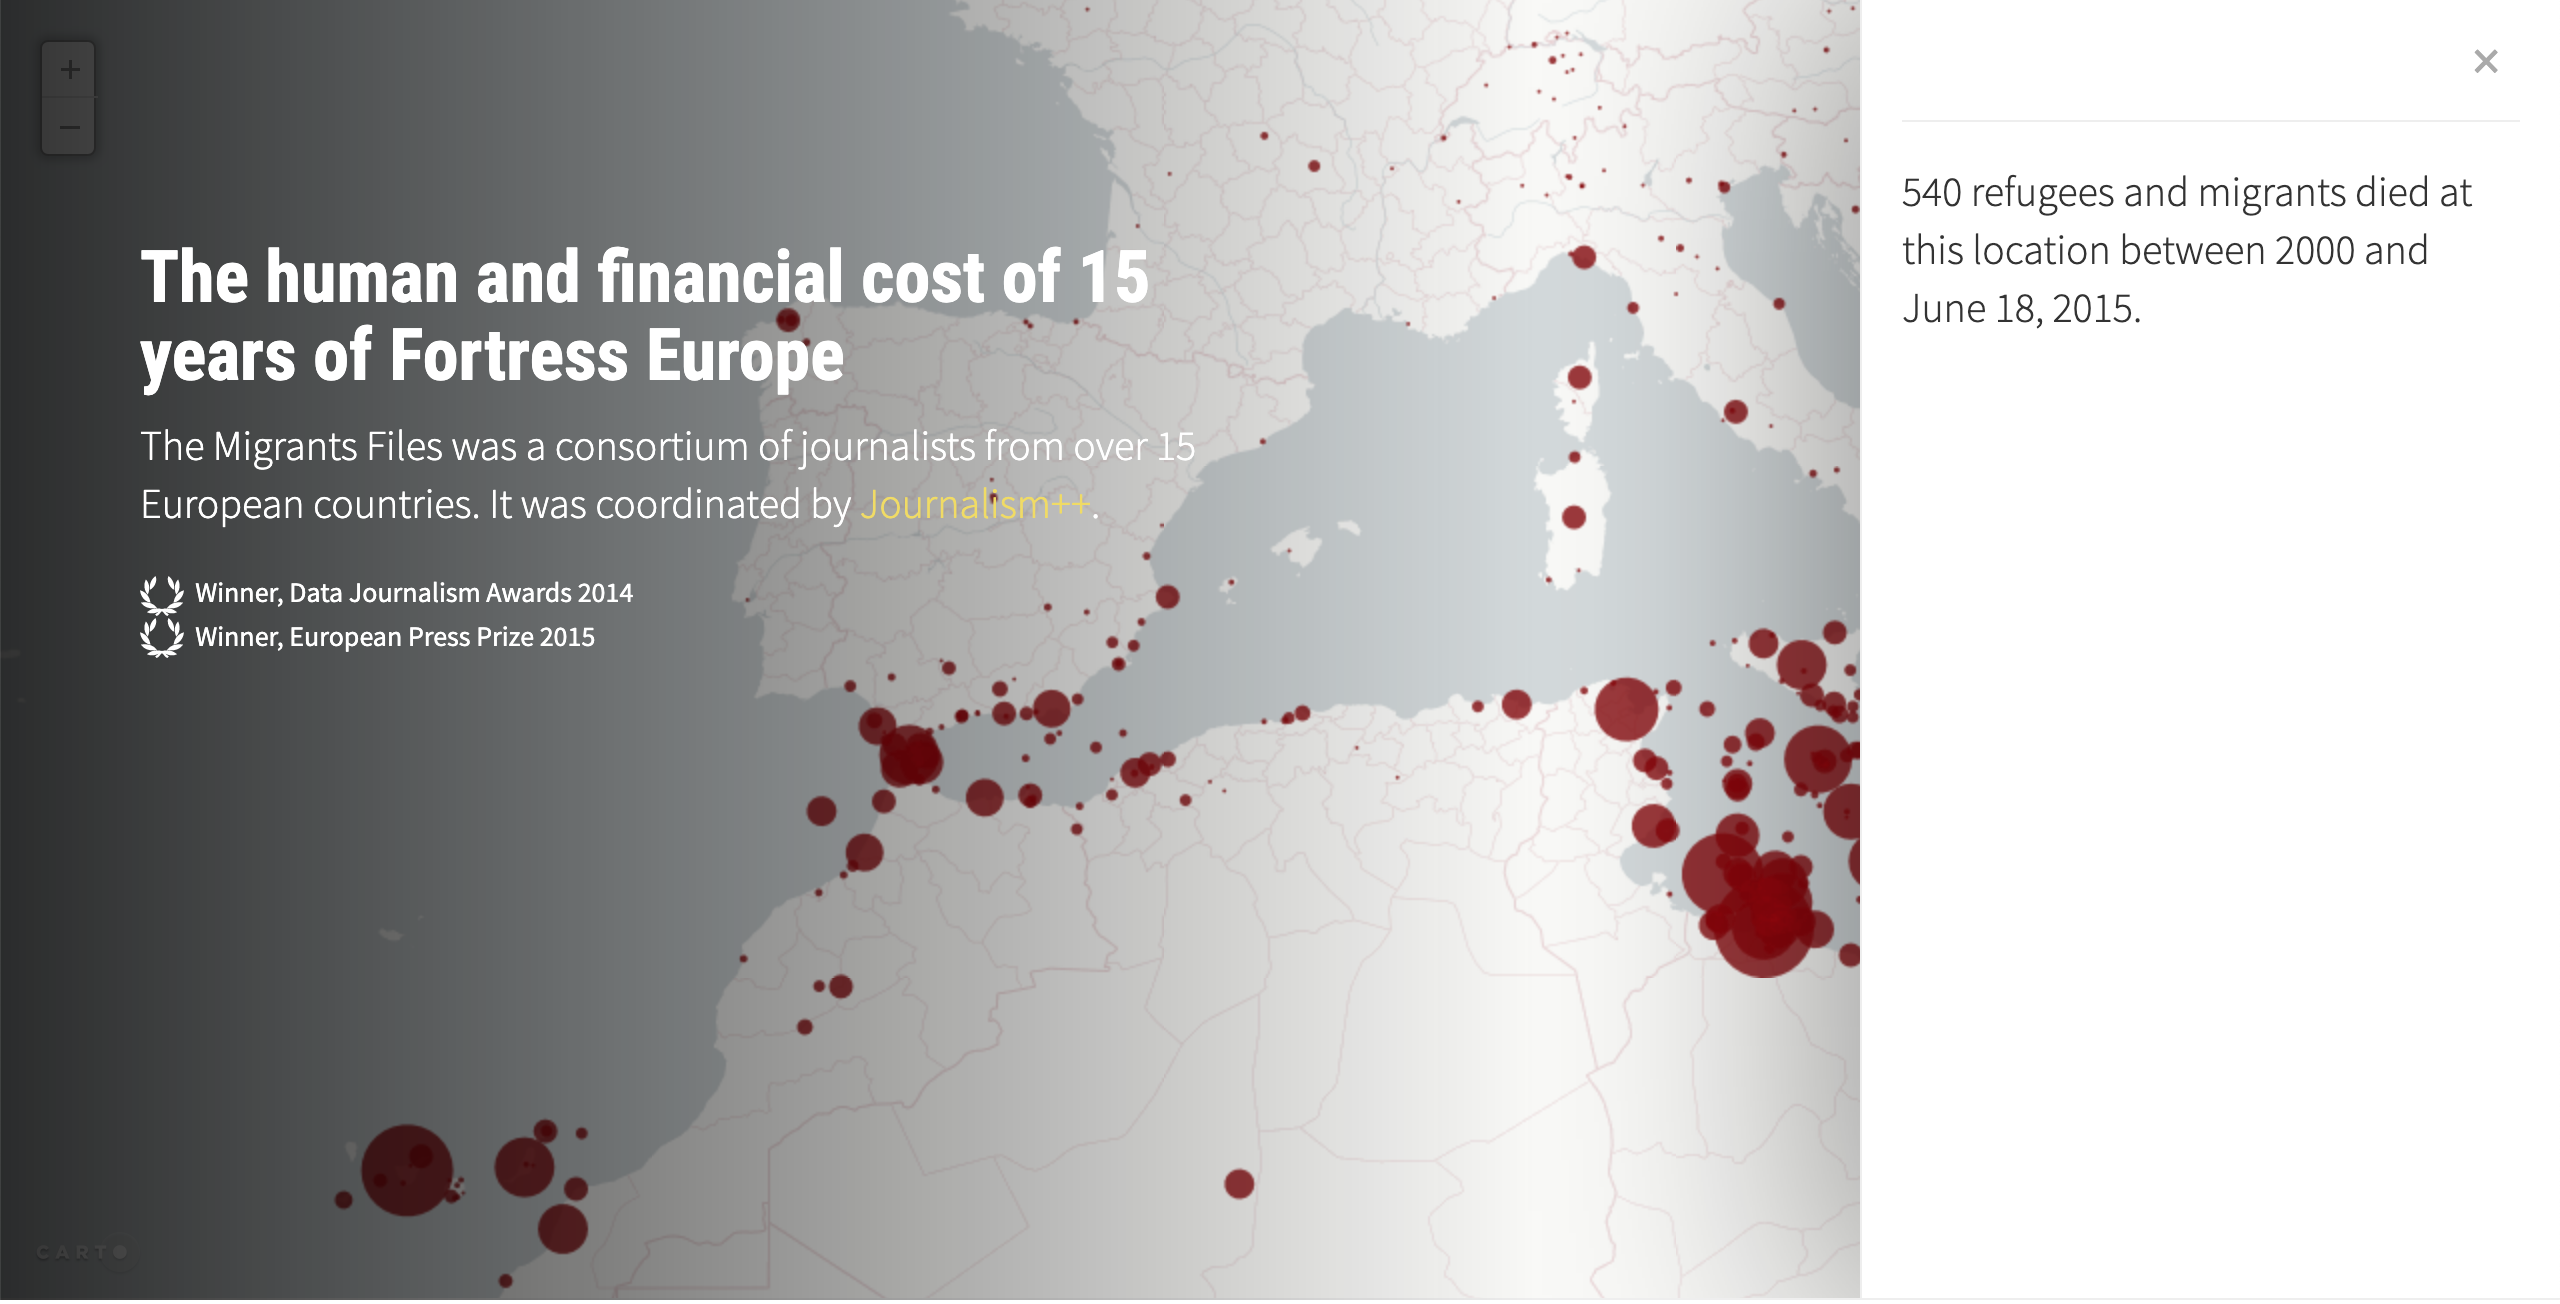 +
−
The human and financial cost of 15
years of Fortress Europe
The Migrants Files was a consortium of journalists from over 15
European countries. It was coordinated by Journalism++.
Winner, Data Journalism Awards 2014
Winner, European Press Prize 2015
CARTO
×
540 refugees and migrants died at
this location between 2000 and
June 18, 2015.